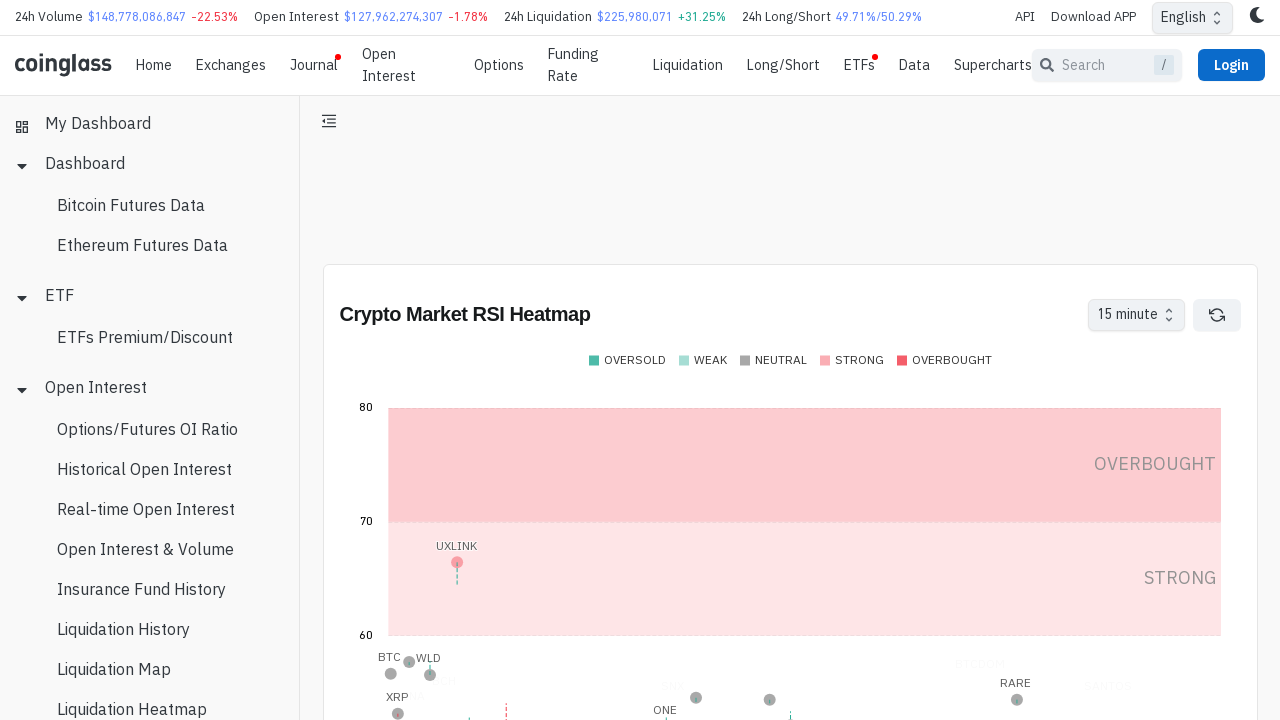 24h Volume $148,778,086,847 -22.53% Open Interest $127,962,274,307 -1.78% 24h Liquidation $225,980,071 +31.25% 24h Long/Short 49.71%/50.29% API Download APP English
coinglass Home Exchanges Journal Open Interest Options Funding Rate Liquidation Long/Short ETFs Data Supercharts Search / Login
My Dashboard
Dashboard
Bitcoin Futures Data
Ethereum Futures Data
ETF
ETFs Premium/Discount
Open Interest
Options/Futures OI Ratio
Historical Open Interest
Real-time Open Interest
Open Interest & Volume
Insurance Fund History
Liquidation History
Liquidation Map
Liquidation Heatmap
Crypto Market RSI Heatmap
15 minute
OVERSOLD WEAK NEUTRAL STRONG OVERBOUGHT
80
OVERBOUGHT
70
UXLINK
STRONG
60
BTC WLD
RARE
XRP
ONE